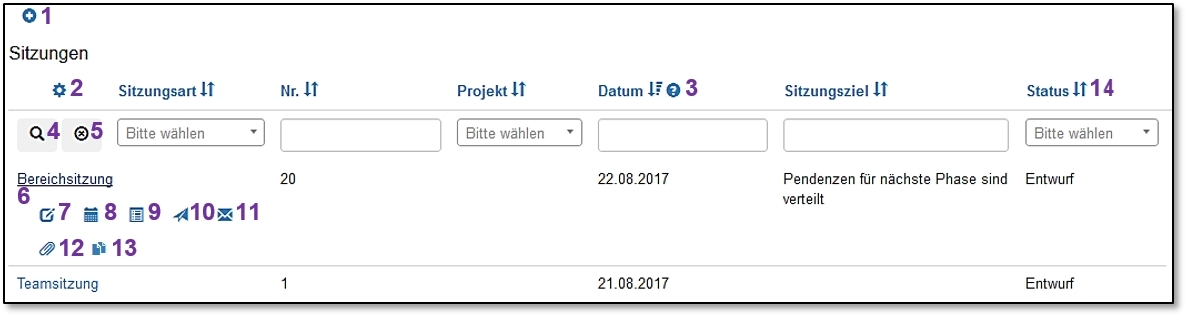 1
Sitzungen
2 Sitzungsart Nr. Projekt Datum 3 Sitzungsziel Status 14
4 5 Bitte wählen Bitte wählen Bitte wählen
Bereichsitzung 20 22.08.2017 Pendenzen für nächste Phase sind Entwurf
verteilt
6
7 8 9 10 11
12 13
Teamsitzung 1 21.08.2017 Entwurf